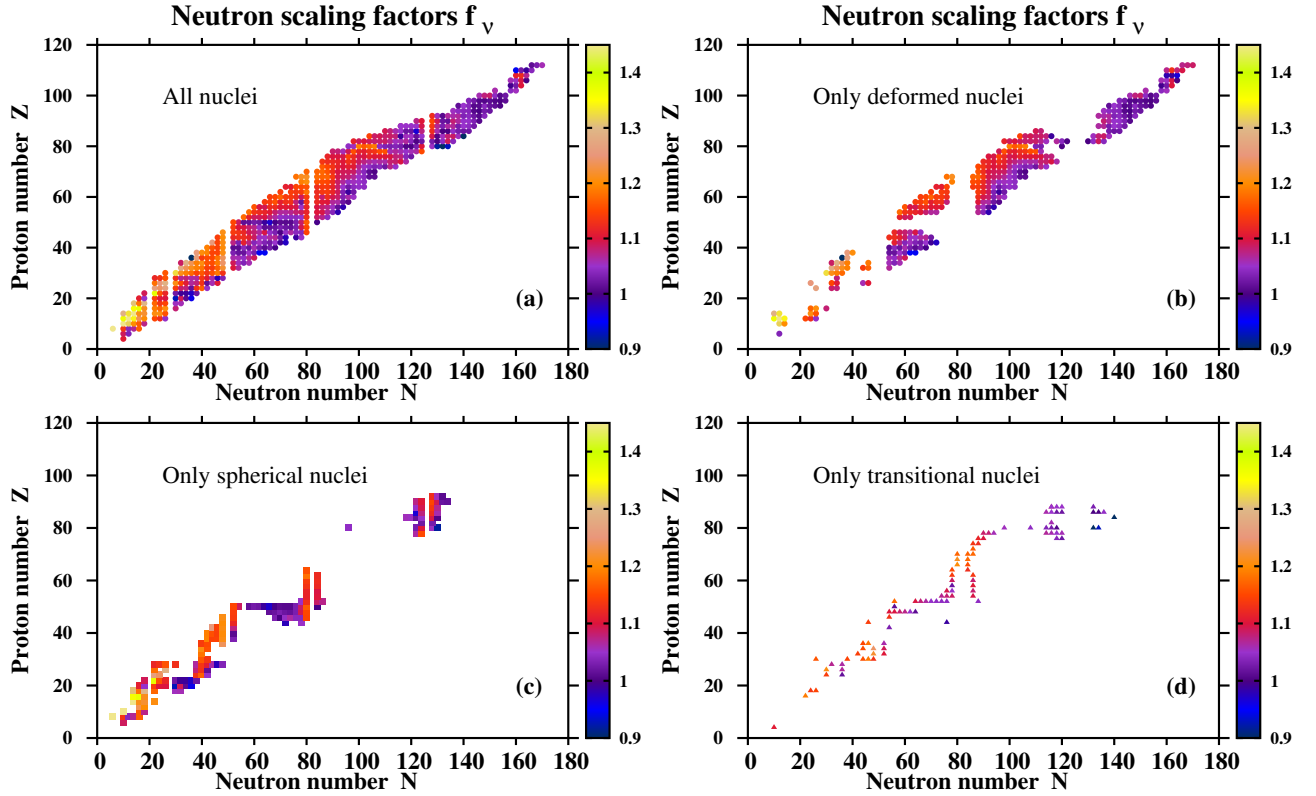 Neutron scaling factors f ν
Neutron scaling factors f ν
120
100
80
60
40
20
0
Proton number Z
All nuclei
(a)
0 20 40 60 80 100 120 140 160 180
Neutron number N
1.4
1.3
1.2
1.1
1
0.9
120
100
80
60
40
20
0
Proton number Z
Only deformed nuclei
(b)
0 20 40 60 80 100 120 140 160 180
Neutron number N
1.4
1.3
1.2
1.1
1
0.9
120
100
80
60
40
20
0
Proton number Z
Only spherical nuclei
(c)
0 20 40 60 80 100 120 140 160 180
Neutron number N
1.4
1.3
1.2
1.1
1
0.9
120
100
80
60
40
20
0
Proton number Z
Only transitional nuclei
(d)
0 20 40 60 80 100 120 140 160 180
Neutron number N
1.4
1.3
1.2
1.1
1
0.9